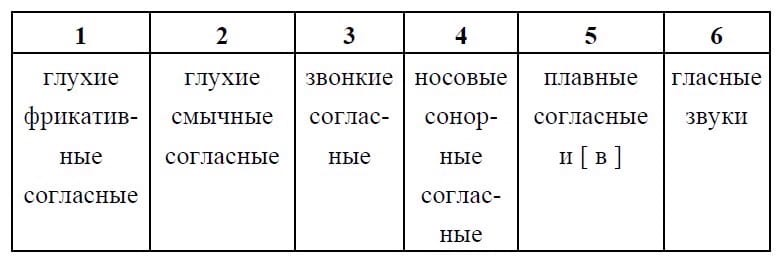 1 2 3 4 5 6
глухие глухие звонкие носовые плавные гласные
фрикатив- смычные соглас- сонор- согласные звуки
ные согласные ные ные и [ в ]
согласные соглас-
ные